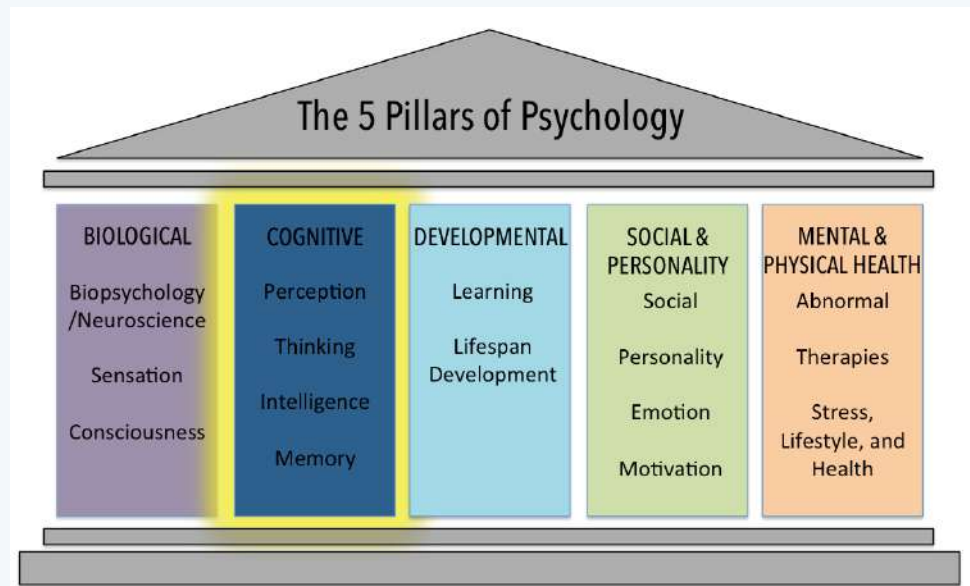 The 5 Pillars of Psychology
BIOLOGICAL
Biopsychology
/Neuroscience
Sensation
Consciousness
COGNITIVE
Perception
Thinking
Intelligence
Memory
DEVELOPMENTAL
Learning
Lifespan
Development
SOCIAL &
PERSONALITY
Social
Personality
Emotion
Motivation
MENTAL &
PHYSICAL HEALTH
Abnormal
Therapies
Stress,
Lifestyle, and
Health